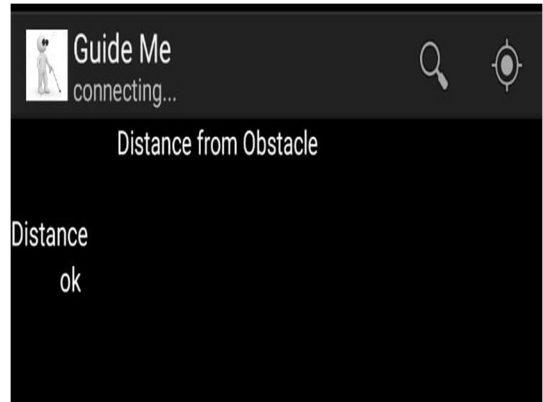 Guide Me
connecting...
Distance from Obstacle
Distance
ok